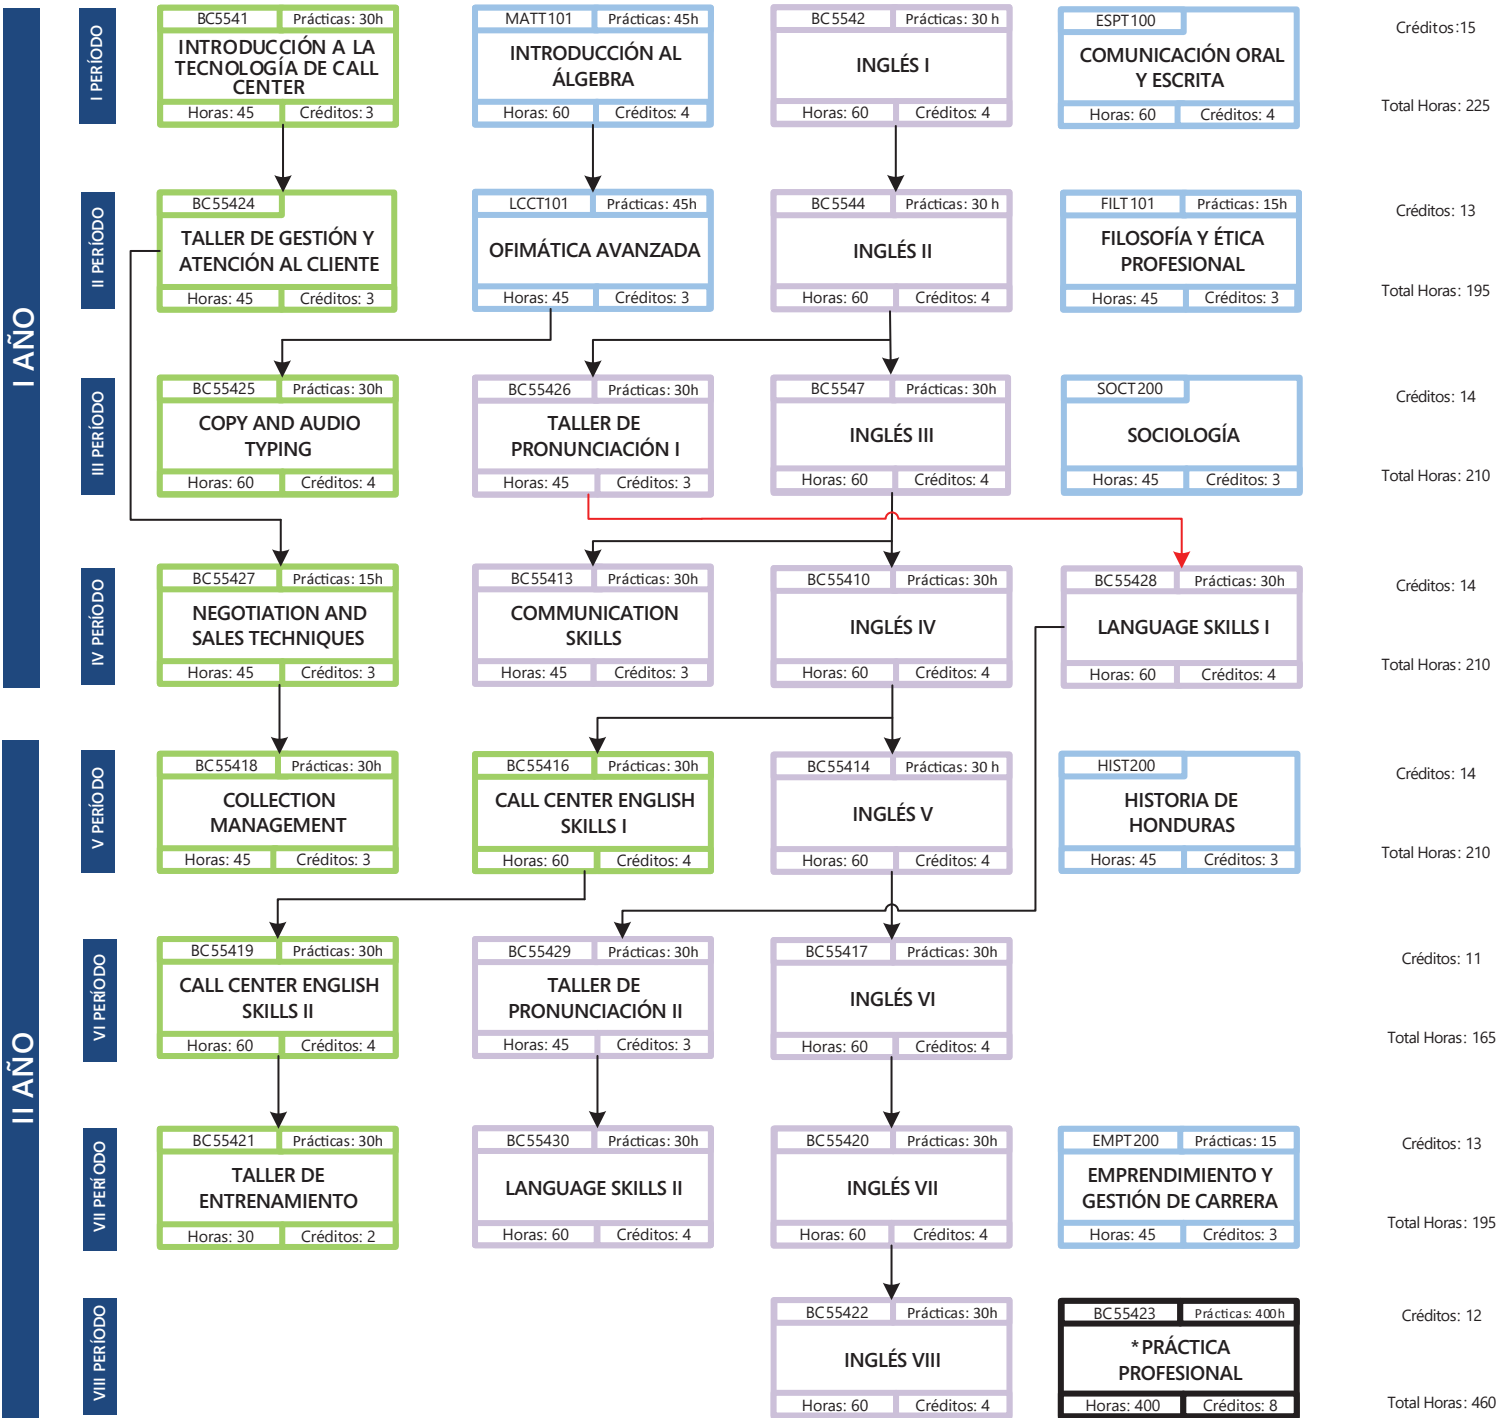 I AÑO
I PERÍODO
BC5541 Prácticas: 30h
INTRODUCCIÓN A LA
TECNOLOGÍA DE CALL
CENTER
Horas: 45 Créditos: 3
MATT101 Prácticas: 45h
INTRODUCCIÓN AL
ÁLGEBRA
Horas: 60 Créditos: 4
BC5542 Prácticas: 30 h
INGLÉS I
Horas: 60 Créditos: 4
ESPT100
COMUNICACIÓN ORAL
Y ESCRITA
Horas: 60 Créditos: 4
Créditos:15
Total Horas: 225
II PERÍODO
BC55424
TALLER DE GESTIÓN Y
ATENCIÓN AL CLIENTE
Horas: 45 Créditos: 3
LCCT101 Prácticas: 45h
OFIMÁTICA AVANZADA
Horas: 45 Créditos: 3
BC5544 Prácticas: 30 h
INGLÉS II
Horas: 60 Créditos: 4
FILT101 Prácticas: 15h
FILOSOFÍA Y ÉTICA
PROFESIONAL
Horas: 45 Créditos: 3
Créditos: 13
Total Horas: 195
III PERÍODO
BC55425 Prácticas: 30h
COPY AND AUDIO
TYPING
Horas: 60 Créditos: 4
BC55426 Prácticas: 30h
TALLER DE
PRONUNCIACIÓN I
Horas: 45 Créditos: 3
BC5547 Prácticas: 30h
INGLÉS III
Horas: 60 Créditos: 4
SOCT200
SOCIOLOGÍA
Horas: 45 Créditos: 3
Créditos: 14
Total Horas: 210
IV PERÍODO
BC55427 Prácticas: 15h
NEGOTIATION AND
SALES TECHNIQUES
Horas: 45 Créditos: 3
BC55413 Prácticas: 30h
COMMUNICATION
SKILLS
Horas: 45 Créditos: 3
BC55410 Prácticas: 30h
INGLÉS IV
Horas: 60 Créditos: 4
BC55428 Prácticas: 30h
LANGUAGE SKILLS I
Horas: 60 Créditos: 4
Créditos: 14
Total Horas: 210
II AÑO
V PERÍODO
BC55418 Prácticas: 30h
COLLECTION
MANAGEMENT
Horas: 45 Créditos: 3
BC55416 Prácticas: 30h
CALL CENTER ENGLISH
SKILLS I
Horas: 60 Créditos: 4
BC55414 Prácticas: 30 h
INGLÉS V
Horas: 60 Créditos: 4
HIST200
HISTORIA DE
HONDURAS
Horas: 45 Créditos: 3
Créditos: 14
Total Horas: 210
VI PERÍODO
BC55419 Prácticas: 30h
CALL CENTER ENGLISH
SKILLS II
Horas: 60 Créditos: 4
BC55429 Prácticas: 30h
TALLER DE
PRONUNCIACIÓN II
Horas: 45 Créditos: 3
BC55417 Prácticas: 30h
INGLÉS VI
Horas: 60 Créditos: 4
Créditos: 11
Total Horas: 165
VII PERÍODO
BC55421 Prácticas: 30h
TALLER DE
ENTRENAMIENTO
Horas: 30 Créditos: 2
BC55430 Prácticas: 30h
LANGUAGE SKILLS II
Horas: 60 Créditos: 4
BC55420 Prácticas: 30h
INGLÉS VII
Horas: 60 Créditos: 4
EMPT200 Prácticas: 15
EMPRENDIMIENTO Y
GESTIÓN DE CARRERA
Horas: 45 Créditos: 3
Créditos: 13
Total Horas: 195
VIII PERÍODO
BC55422 Prácticas: 30h
INGLÉS VIII
Horas: 60 Créditos: 4
BC55423 Prácticas: 400h
*PRÁCTICA
PROFESIONAL
Horas: 400 Créditos: 8
Créditos: 12
Total Horas: 460